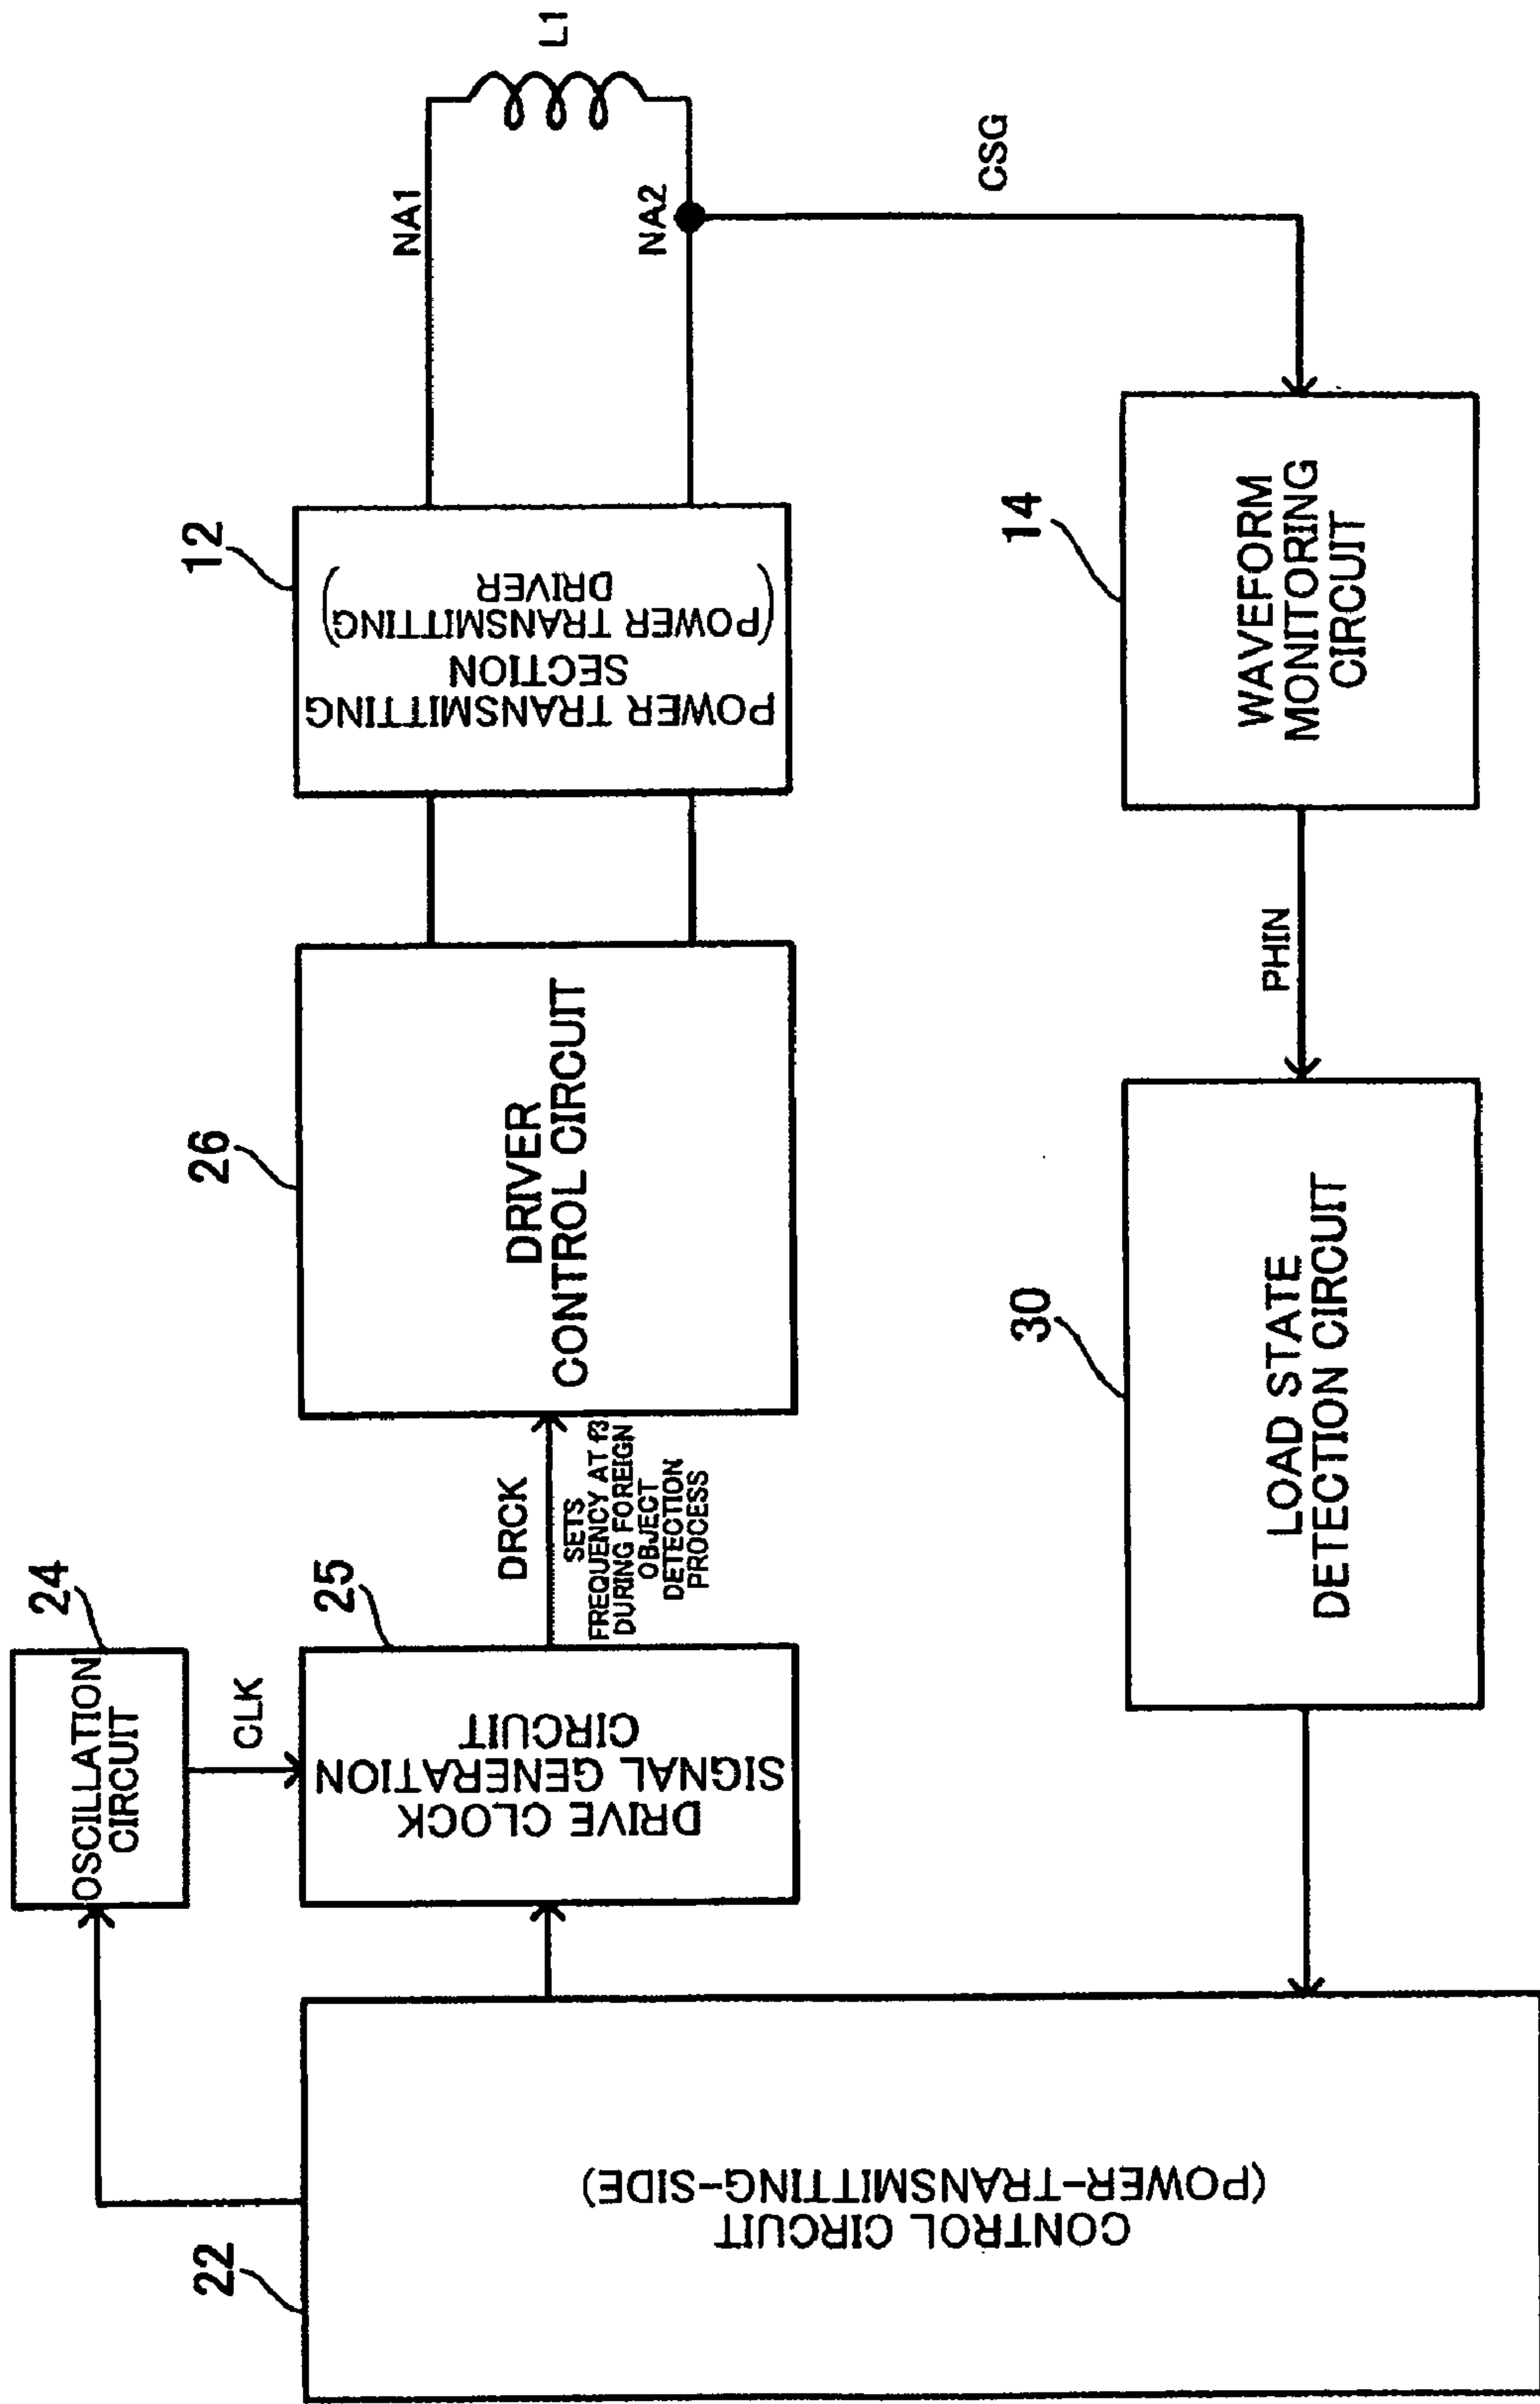 24
OSCILLATION
CIRCUIT
CLK
22
CONTROL CIRCUIT
(POWER-TRANSMITTING-SIDE)
25
DRIVE CLOCK
SIGNAL GENERATION
CIRCUIT
DRCK
SETS
FREQUENCY AT f3
DURING FOREIGN
OBJECT
DETECTION
PROCESS
26
DRIVER
CONTROL CIRCUIT
12
POWER TRANSMITTING
SECTION
(POWER TRANSMITTING
DRIVER)
NA1
NA2
L1
CSG
14
WAVEFORM
MONITORING
CIRCUIT
PHIN
30
LOAD STATE
DETECTION CIRCUIT